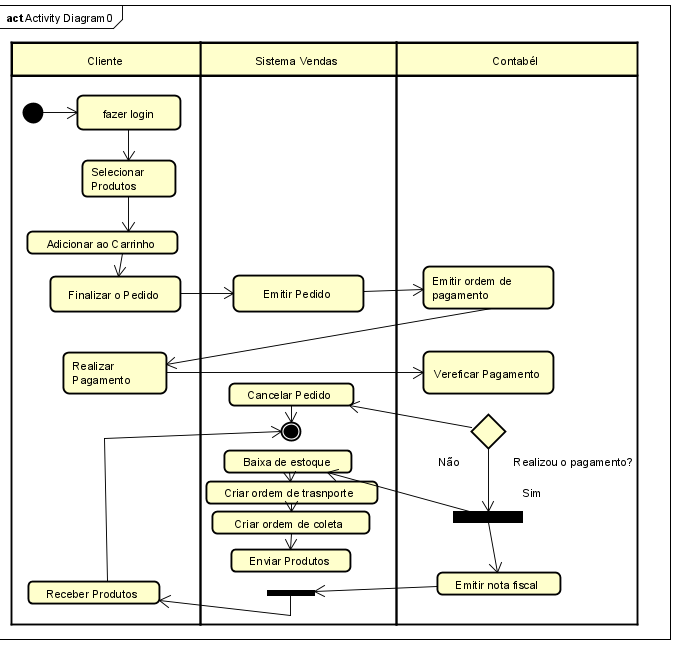 act Activity Diagram0
Cliente
Sistema Vendas
Contabél
fazer login
Selecionar
Produtos
Adicionar ao Carrinho
Finalizar o Pedido
Emitir Pedido
Emitir ordem de
pagamento
Realizar
Pagamento
Vereficar Pagamento
Cancelar Pedido
Não
Realizou o pagamento?
Baixa de estoque
Criar ordem de trasnporte
Sim
Criar ordem de coleta
Enviar Produtos
Emitir nota fiscal
Receber Produtos